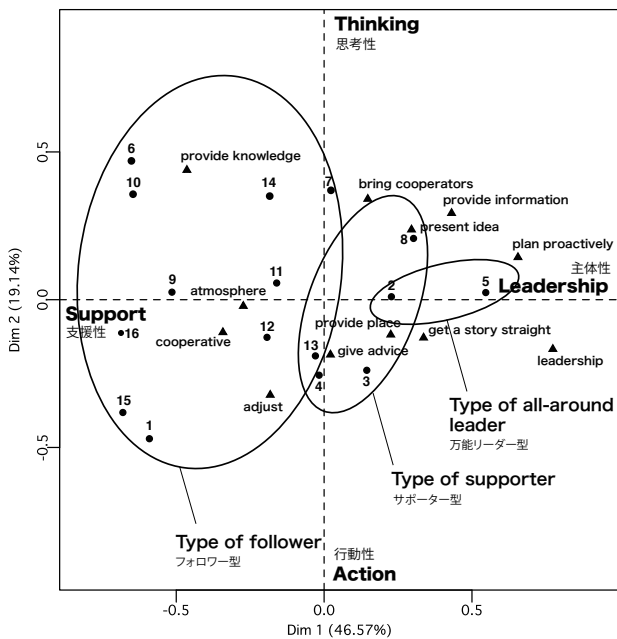 Thinking
思考性
0.5
6
provide knowledge
10
14
7
bring cooperators
provide information
present idea
8
plan proactively
主体性
Dim 2 (19.14%)
0.0
9
11
atmosphere
2
5
Leadership
Support
支援性
16
cooperative
12
provide place
get a story straight
13
give advice
leadership
4
3
15
1
adjust
-0.5
Type of all-around
leader
万能リーダー型
Type of supporter
サポーター型
Type of follower
フォロワー型
行動性
Action
-0.5
0.0
0.5
Dim 1 (46.57%)